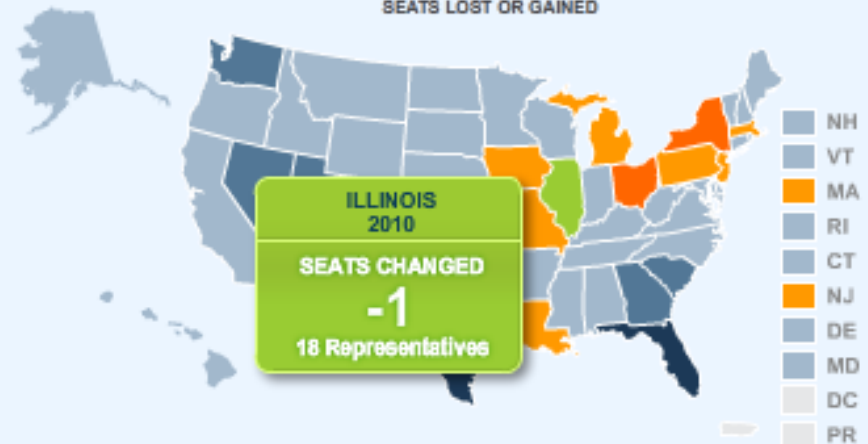 SEATS LOST OR GAINED
ILLINOIS
2010
SEATS CHANGED
-1
18 Representatives
NH
VT
MA
RI
CT
NJ
DE
MD
DC
PR